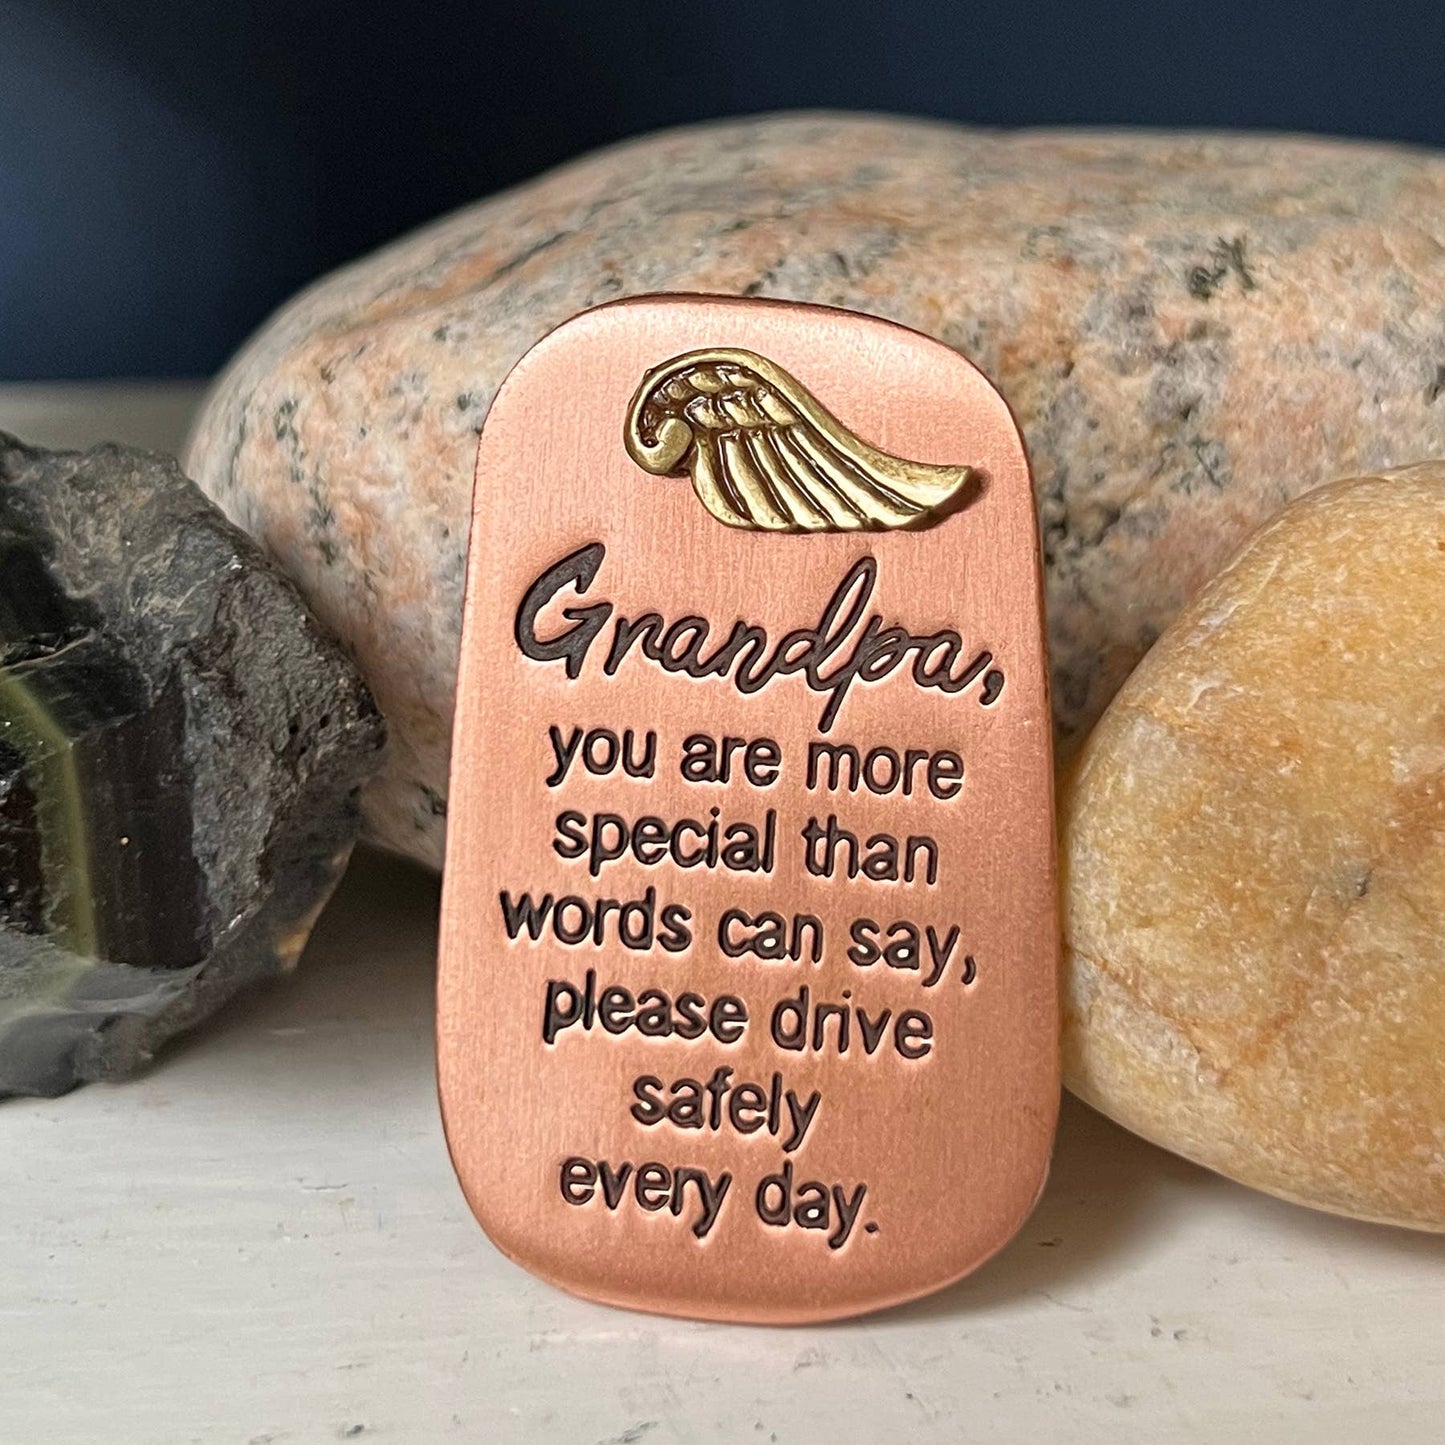 Grandpa,
you are more
special than
words can say,
please drive
safely
every day.